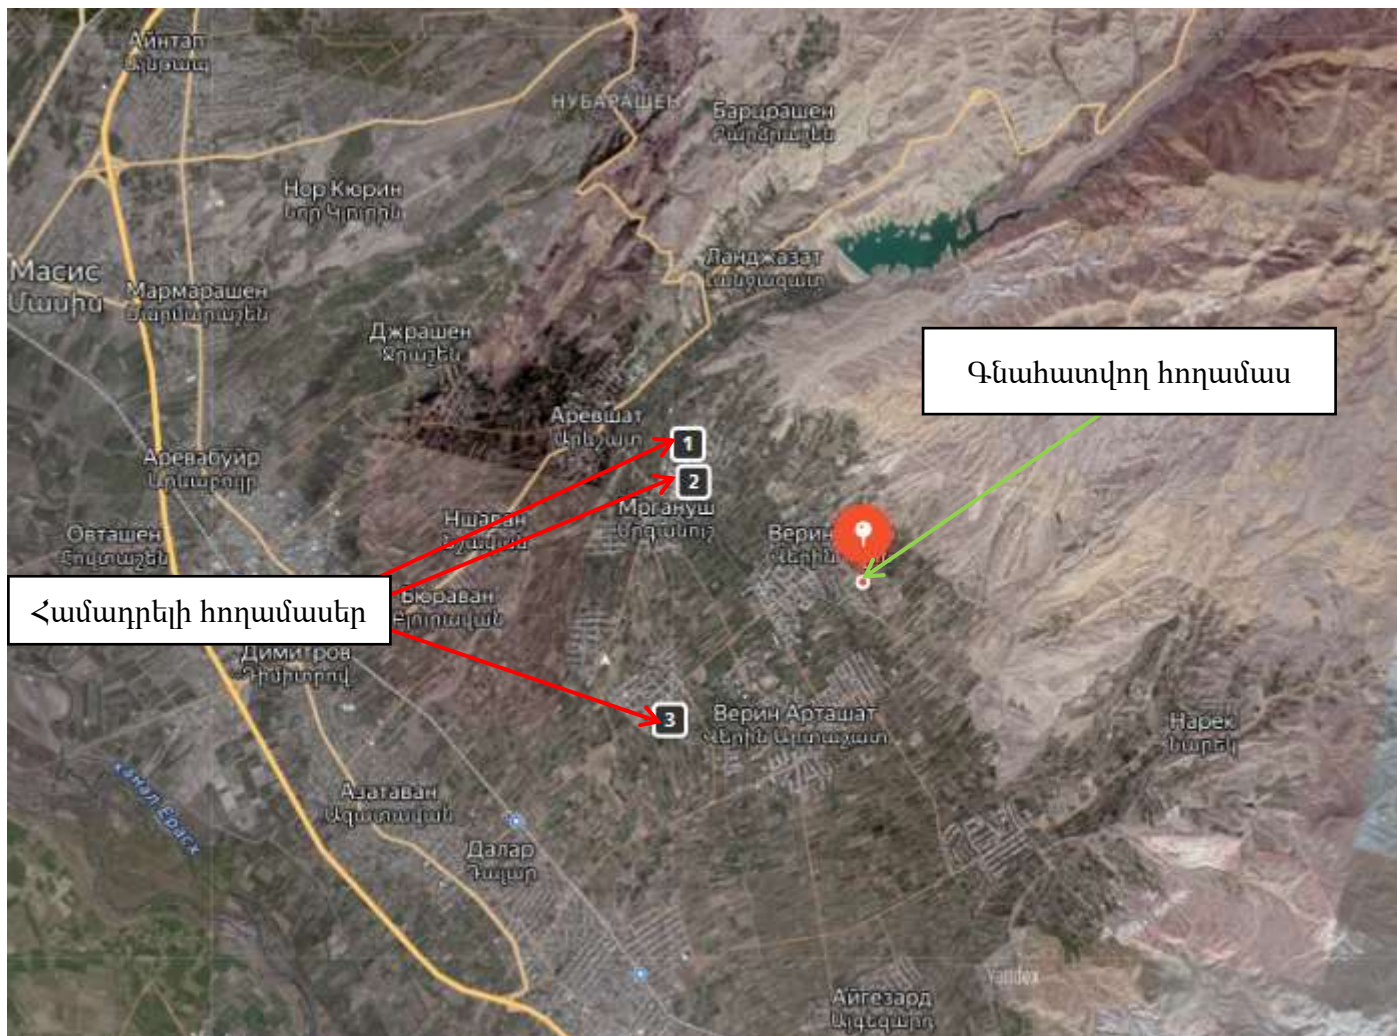 Айнтап
Այնթապ
НУБАРАШЕН
Барцрашен
Բարձրաշեն
Нор Кюрин
Նոր Կյուրին
Ланджазат
Լանջազատ
Масис
Մասիս
Мармарашен
Մարմարաշեն
Джрашен
Ջրաշեն
Գնահատվող հողամաս
Аревшат
Արևշատ
1
Аревабуйр
Արևաբույր
2
Мргануш
Մրգանուշ
Ншаван
Նշավան
Верин
Վերին
Овташен
Հովտաշեն
Համադրելի հողամասեր
Бюраван
Բյուրավան
Димитров
Դիմիտրով
3
Верин Арташат
Վերին Արտաշատ
Нарек
Նարեկ
канал Ерасх
Азатаван
Ազատավան
Далар
Դալար
Yandex
Айгезард
Այգեզարդ